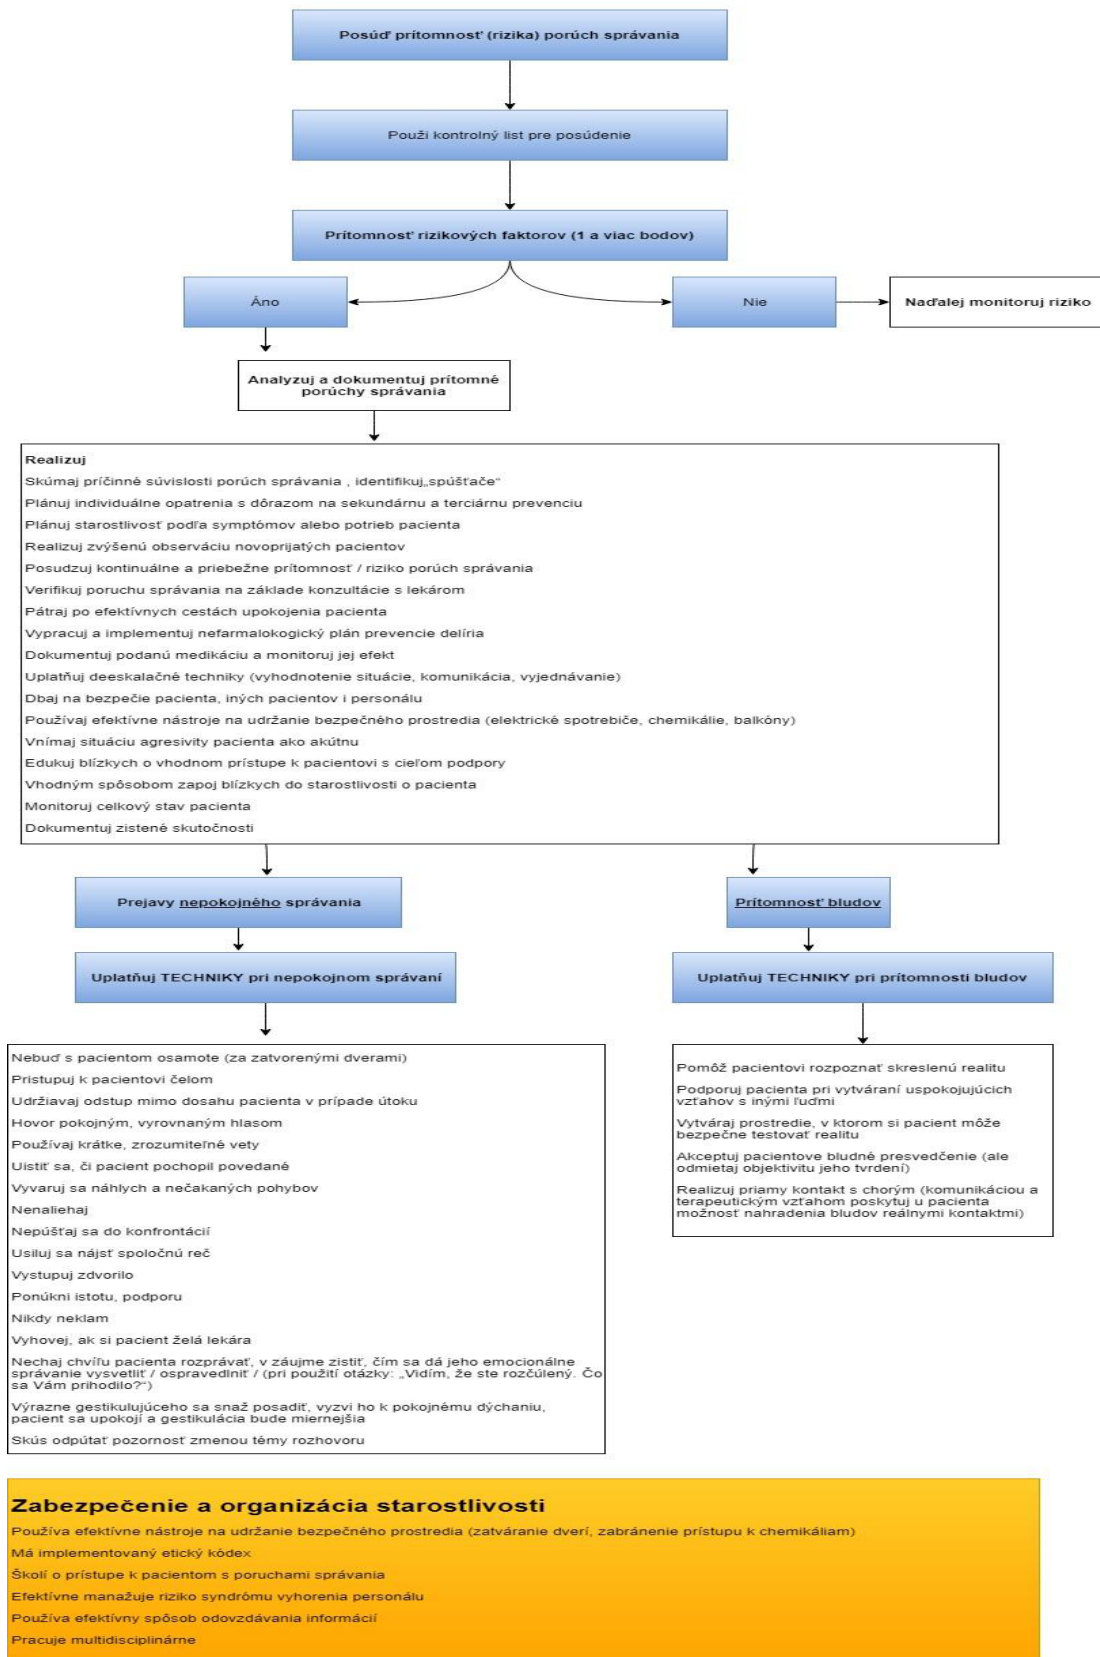 Posúď prítomnosť (rizika) porúch správania
Použi kontrolný list pre posúdenie
Prítomnosť rizikových faktorov (1 a viac bodov)
Áno
Nie
Naďalej monitoruj riziko
Analyzuj a dokumentuj prítomné
porúchy správania
Realizuj
Skúmaj príčinné súvislosti porúch správania , identifikuj„spúšťače“
Plánuj individuálne opatrenia s dôrazom na sekundárnu a terciárnu prevenciu
Plánuj starostlivosť podľa symptómov alebo potrieb pacienta
Realizuj zvýšenú observáciu novoprijatých pacientov
Posudzuj kontinuálne a priebežne prítomnosť / riziko porúch správania
Verifikuj poruchu správania na základe konzultácie s lekárom
Pátraj po efektívnych cestách upokojenia pacienta
Vypracuj a implementuj nefarmalokogický plán prevencie delíria
Dokumentuj podanú medikáciu a monitoruj jej efekt
Uplatňuj deeskalačné techniky (vyhodnotenie situácie, komunikácia, vyjednávanie)
Dbaj na bezpečie pacienta, iných pacientov i personálu
Používaj efektívne nástroje na udržanie bezpečného prostredia (elektrické spotrebiče, chemikálie, balkóny)
Vnímaj situáciu agresivity pacienta ako akútnu
Edukuj blízkych o vhodnom prístupe k pacientovi s cieľom podpory
Vhodným spôsobom zapoj blízkych do starostlivosti o pacienta
Monitoruj celkový stav pacienta
Dokumentuj zistené skutočnosti
Prejavy nepokojného správania
Uplatňuj TECHNIKY pri nepokojnom správaní
Nebuď s pacientom osamote (za zatvorenými dverami)
Pristupuj k pacientovi čelom
Udržiavaj odstup mimo dosahu pacienta v prípade útoku
Hovor pokojným, vyrovnaným hlasom
Používaj krátke, zrozumiteľné vety
Uistiť sa, či pacient pochopil povedané
Vyvaruj sa náhlych a nečakaných pohybov
Nenaliehaj
Nepúšťaj sa do konfrontácií
Usiluj sa nájsť spoločnú reč
Vystupuj zdvorilo
Ponúkni istotu, podporu
Nikdy neklam
Vyhovej, ak si pacient želá lekára
Nechaj chvíľu pacienta rozprávať, v záujme zistiť, čím sa dá jeho emocionálne
správanie vysvetliť / ospravedlniť / (pri použití otázky: „Vidím, že ste rozčúlený. Čo
sa Vám prihodilo?“)
Výrazne gestikulujúceho sa snaž posadiť, vyzvi ho k pokojnému dýchaniu,
pacient sa upokojí a gestikulácia bude miernejšia
Skús odpútať pozornosť zmenou témy rozhovoru
Prítomnosť bludov
Uplatňuj TECHNIKY pri prítomnosti bludov
Pomôž pacientovi rozpoznať skreslenú realitu
Podporuj pacienta pri vytváraní uspokojujúcich
vzťahov s inými ľuďmi
Vytváraj prostredie, v ktorom si pacient môže
bezpečne testovať realitu
Akceptuj pacientove bludné presvedčenie (ale
odmietaj objektivitu jeho tvrdení)
Realizuj priamy kontakt s chorým (komunikáciou a
terapeutickým vzťahom poskytuj u pacienta
možnosť nahradenia bludov reálnymi kontaktmi)
Zabezpečenie a organizácia starostlivosti
Používa efektívne nástroje na udržanie bezpečného prostredia (zatváranie dverí, zabránenie prístupu k chemikáliam)
Má implementovaný etický kódex
Školí o prístupe k pacientom s poruchami správania
Efektívne manažuje riziko syndrómu vyhorenia personálu
Používa efektívny spôsob odovzdávania informácií
Pracuje multidisciplinárne